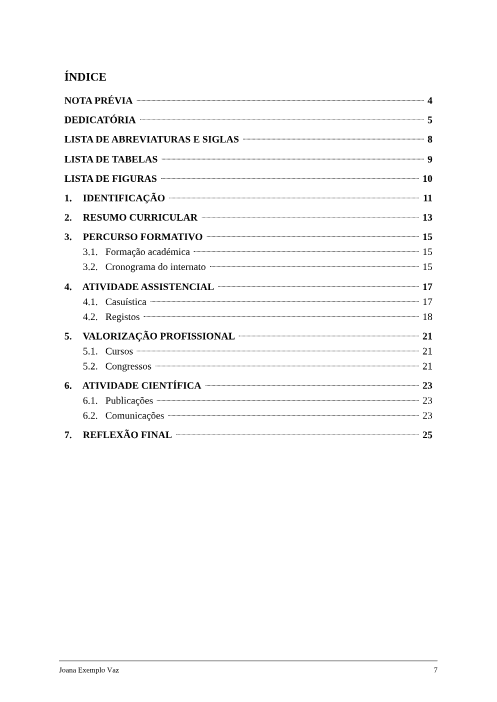 ÍNDICE
NOTA PRÉVIA 4
DEDICATÓRIA 5
LISTA DE ABREVIATURAS E SIGLAS 8
LISTA DE TABELAS 9
LISTA DE FIGURAS 10
1. IDENTIFICAÇÃO 11
2. RESUMO CURRICULAR 13
3. PERCURSO FORMATIVO 15
3.1. Formação académica 15
3.2. Cronograma do internato 15
4. ATIVIDADE ASSISTENCIAL 17
4.1. Casuística 17
4.2. Registos 18
5. VALORIZAÇÃO PROFISSIONAL 21
5.1. Cursos 21
5.2. Congressos 21
6. ATIVIDADE CIENTÍFICA 23
6.1. Publicações 23
6.2. Comunicações 23
7. REFLEXÃO FINAL 25
Joana Exemplo Vaz 7